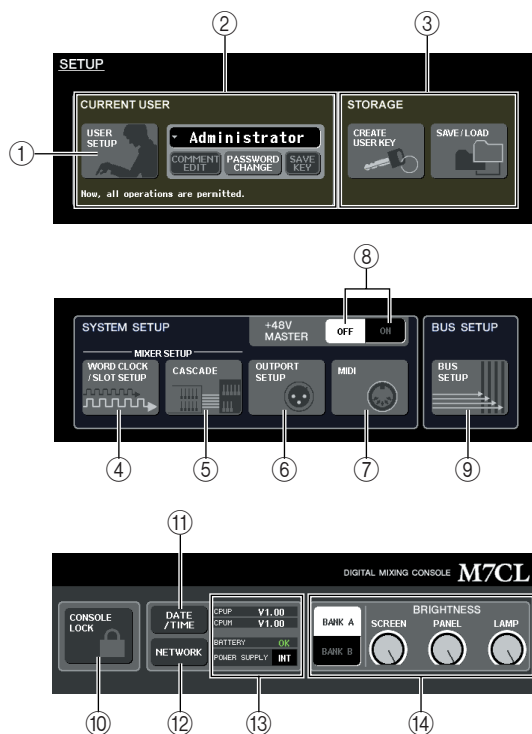 ② ③
SETUP
CURRENT USER
STORAGE
①
USER
SETUP
Administrator
COMMENT
EDIT
PASSWORD
CHANGE
SAVE
KEY
Now, all operations are permitted.
CREATE
USER KEY
SAVE/LOAD
⑧
SYSTEM SETUP
+48V
MASTER
OFF
ON
BUS SETUP
MIXER SETUP
WORD CLOCK
/SLOT SETUP
CASCADE
OUTPORT
SETUP
MIDI
BUS
SETUP
④ ⑤ ⑥ ⑦ ⑨
⑪
DIGITAL MIXING CONSOLE M7CL
CONSOLE
LOCK
DATE
/TIME
NETWORK
CPUP V1.00
CPUM V1.00
BATTERY OK
POWER SUPPLY INT
BANK A
BANK B
BRIGHTNESS
SCREEN PANEL LAMP
⑩ ⑫ ⑬ ⑭